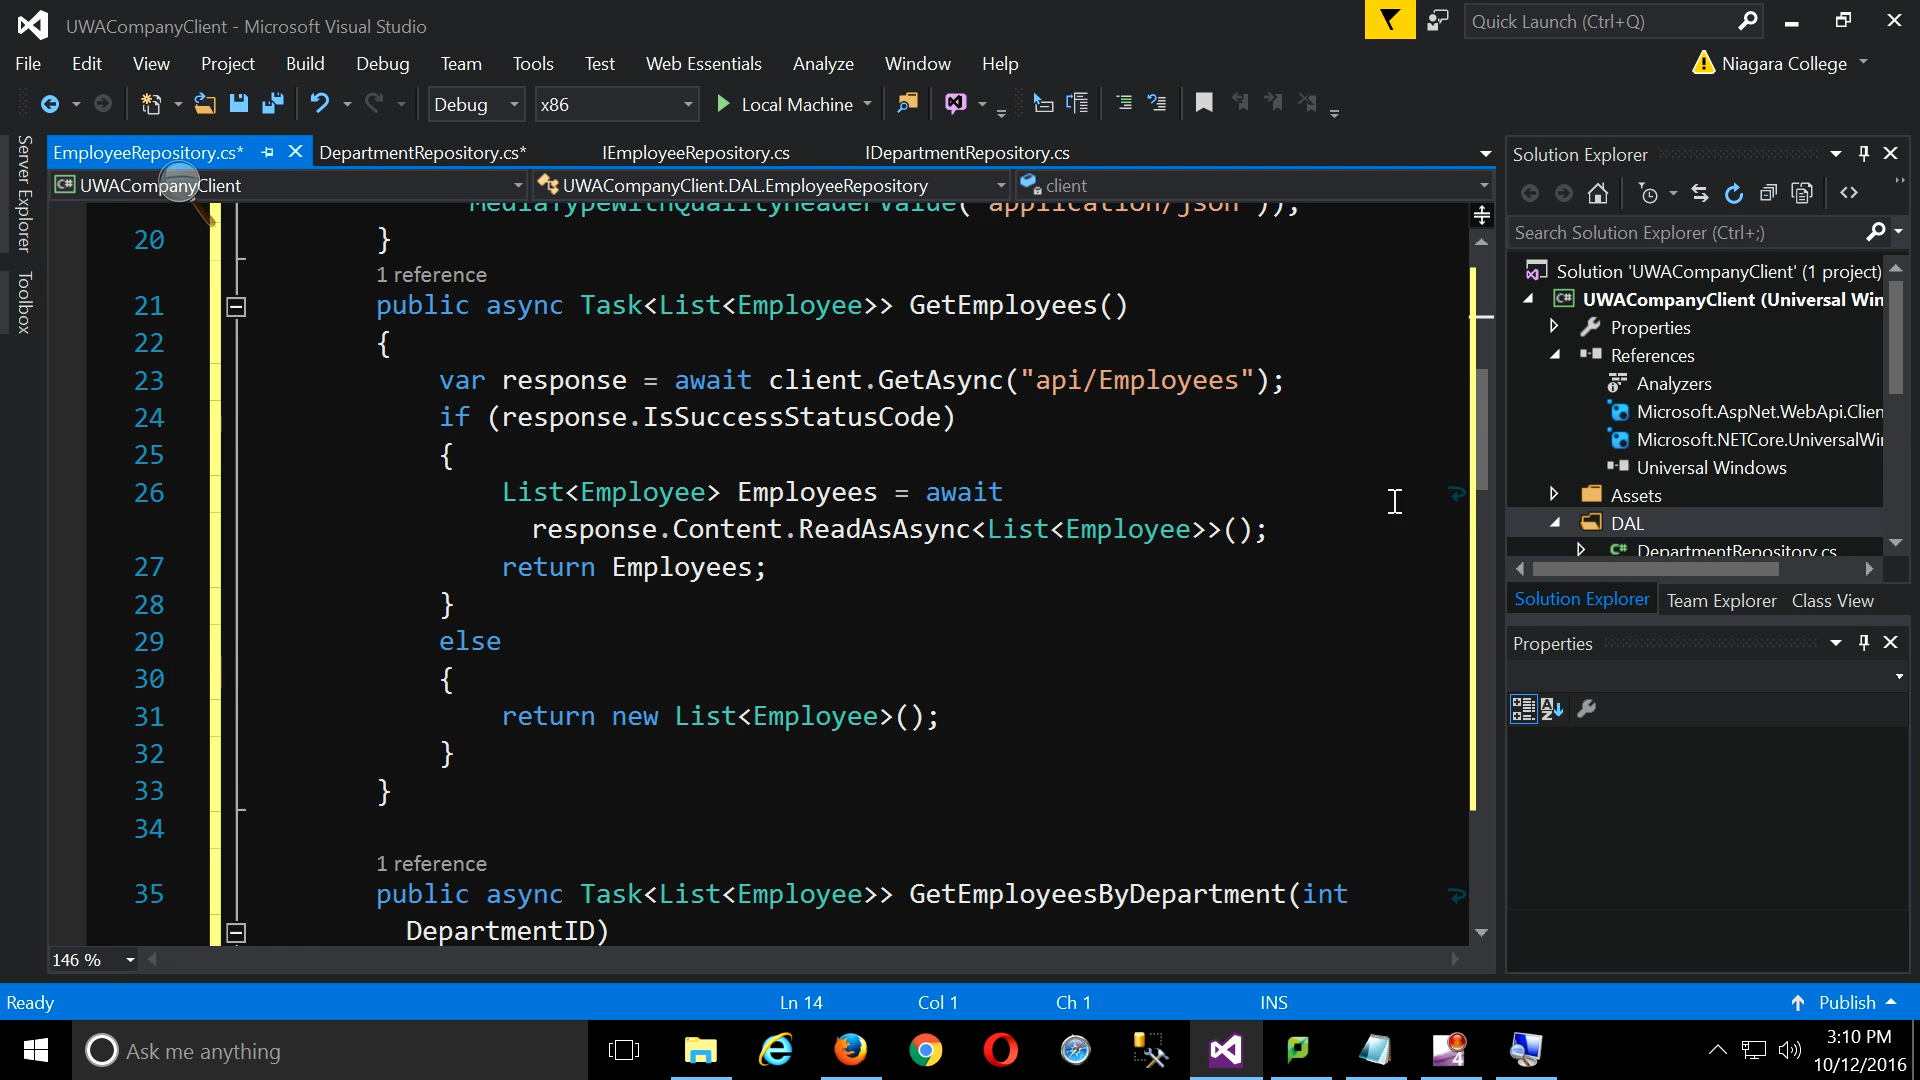 UWACompanyClient - Microsoft Visual Studio
Quick Launch (Ctrl+Q)
File Edit View Project Build Debug Team Tools Test Web Essentials Analyze Window Help
Niagara College
Debug x86 Local Machine
Server Explorer
Toolbox
EmployeeRepository.cs* DepartmentRepository.cs* IEmployeeRepository.cs IDepartmentRepository.cs
UWACompanyClient UWACompanyClient.DAL.EmployeeRepository client
MediaTypeWithQualityHeaderValue("application/json"));
20 }
1 reference
21 public async Task<List<Employee>> GetEmployees()
22 {
23 var response = await client.GetAsync("api/Employees");
24 if (response.IsSuccessStatusCode)
25 {
26 List<Employee> Employees = await
response.Content.ReadAsAsync<List<Employee>>();
27 return Employees;
28 }
29 else
30 {
31 return new List<Employee>();
32 }
33 }
34
1 reference
35 public async Task<List<Employee>> GetEmployeesByDepartment(int
DepartmentID)
146 %
Solution Explorer
Search Solution Explorer (Ctrl+;)
Solution 'UWACompanyClient' (1 project)
UWACompanyClient (Universal Win
Properties
References
Analyzers
Microsoft.AspNet.WebApi.Clien
Microsoft.NETCore.UniversalWi
Universal Windows
Assets
DAL
DepartmentRepository.cs
Solution Explorer Team Explorer Class View
Properties
Ready Ln 14 Col 1 Ch 1 INS Publish
Ask me anything
4
3:10 PM
10/12/2016